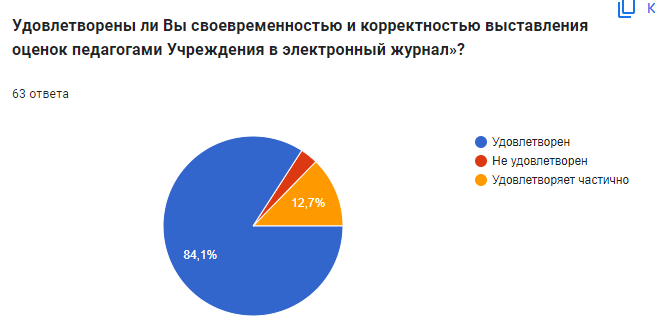 К
Удовлетворены ли Вы своевременностью и корректностью выставления
оценок педагогами Учреждения в электронный журнал»?
63 ответа
Удовлетворен
Не удовлетворен
Удовлетворяет частично
12,7%
84,1%